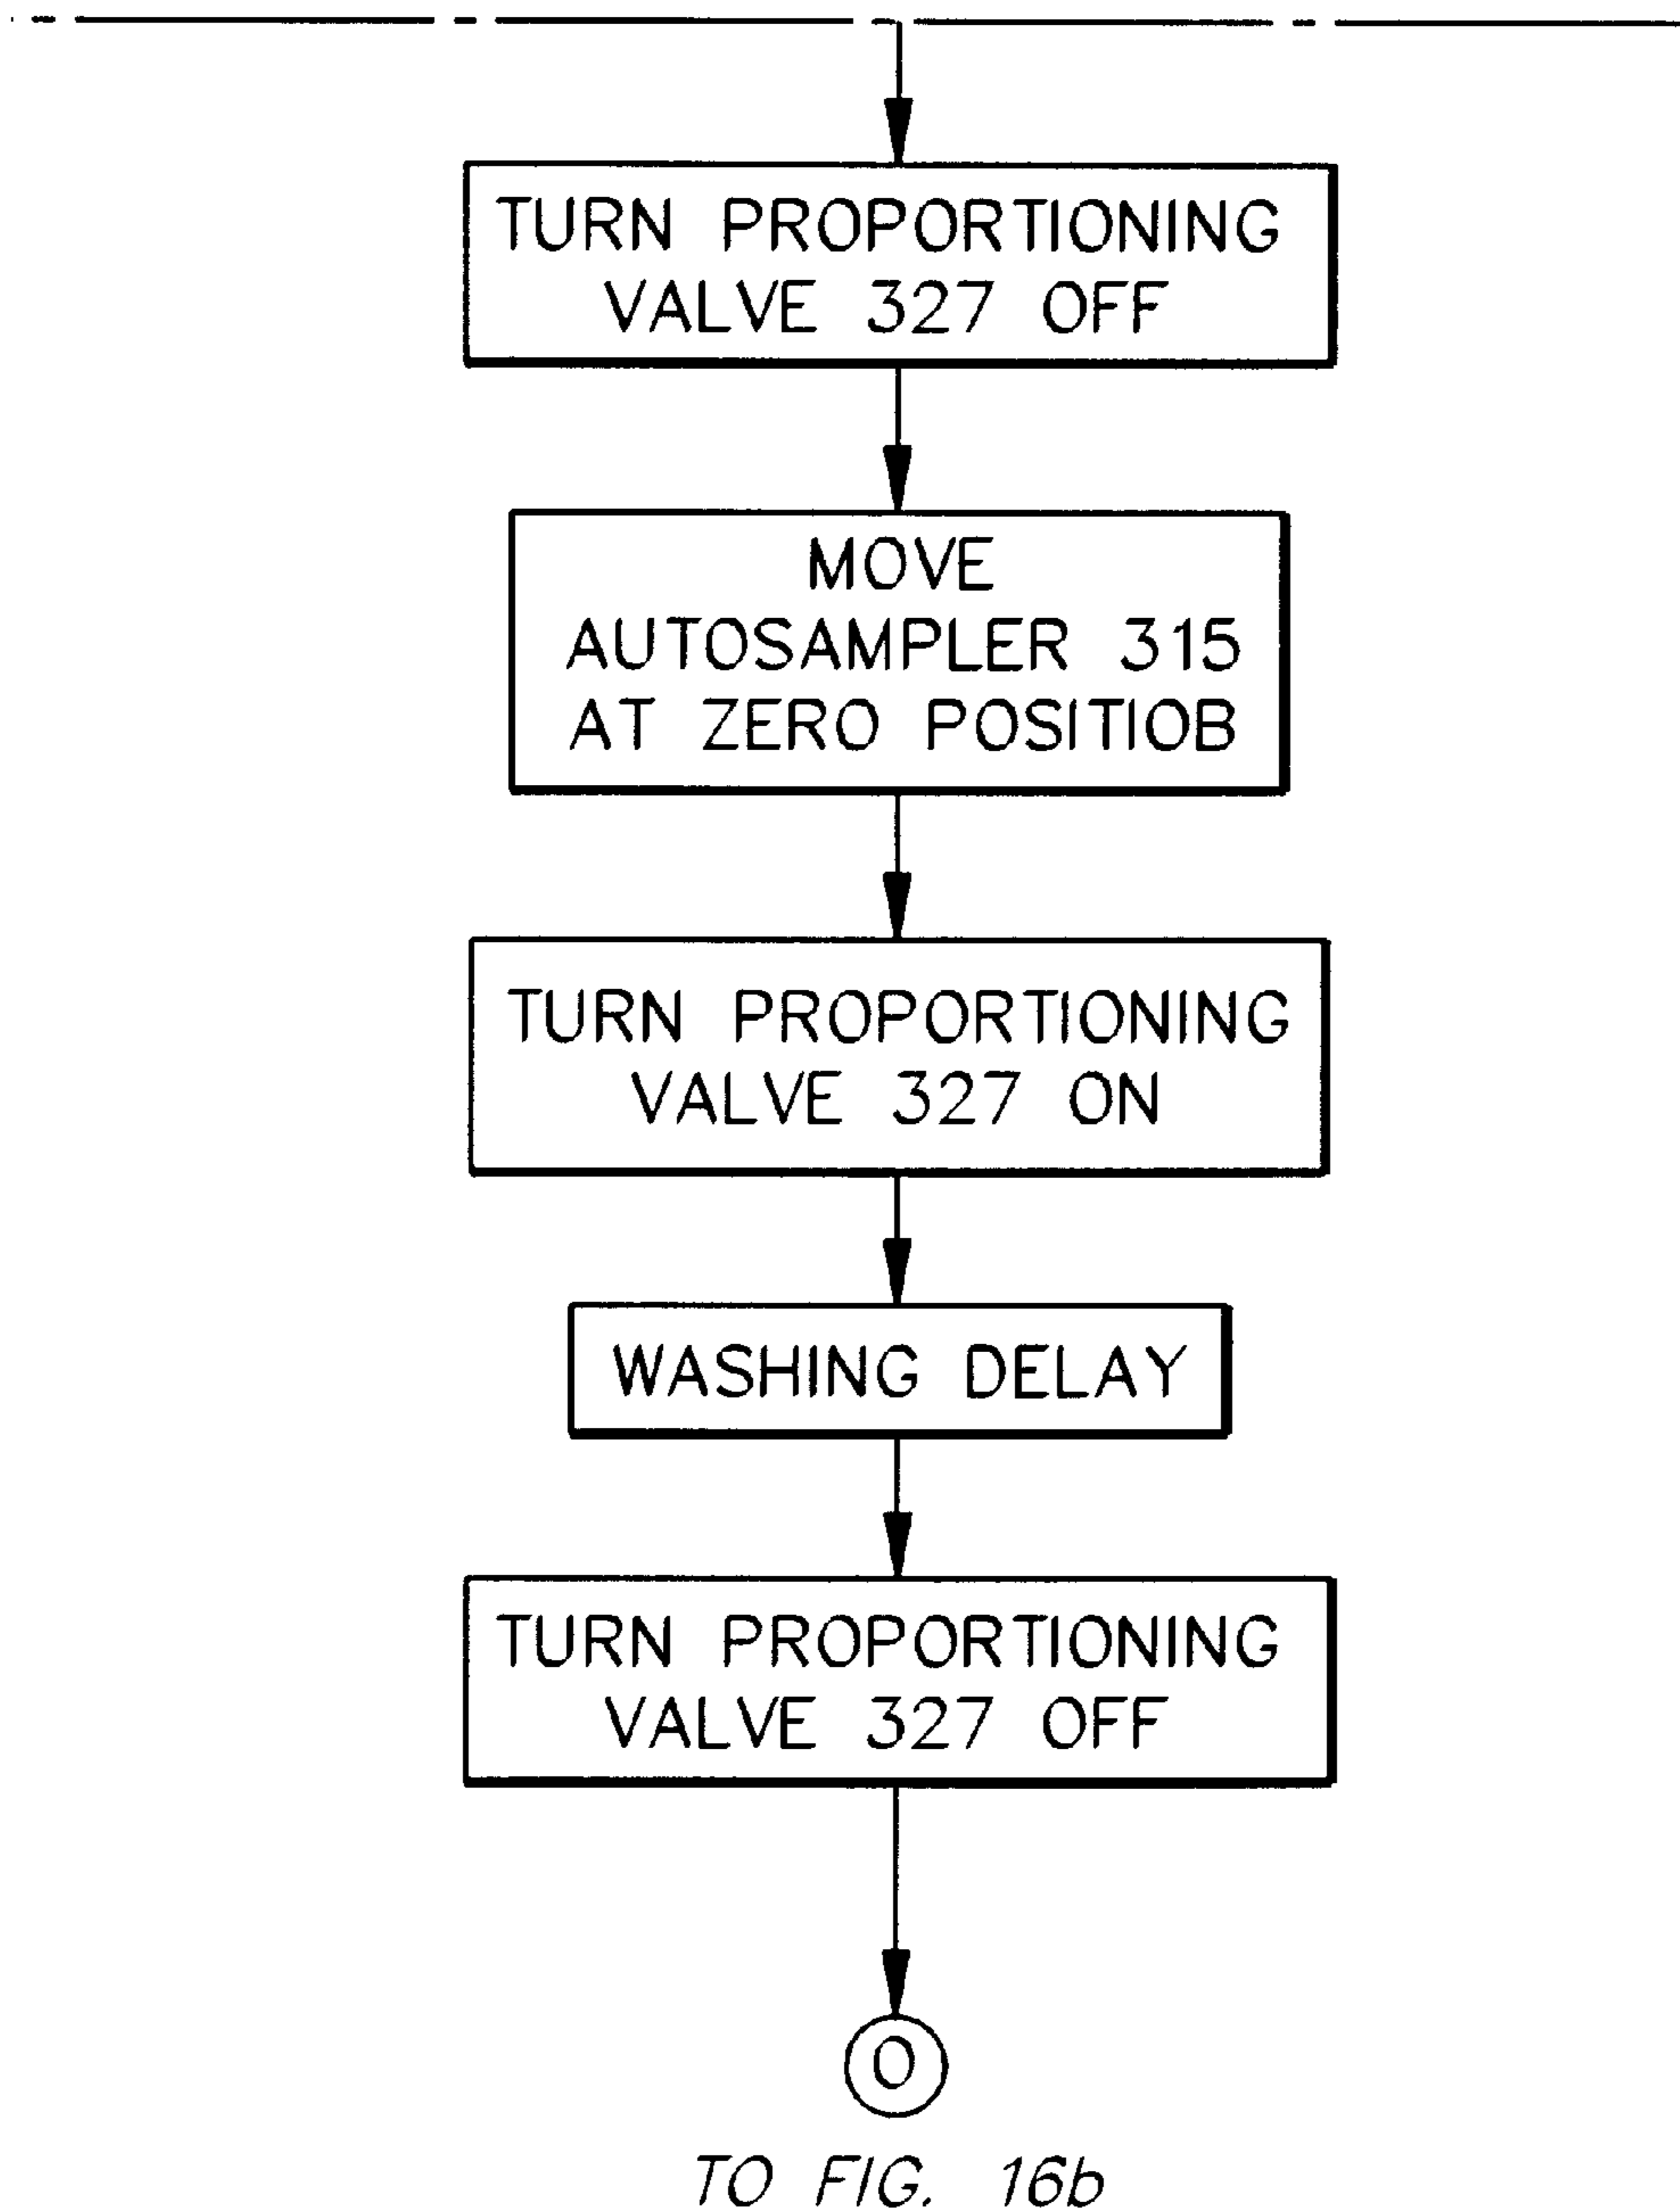 TURN PROPORTIONING
VALVE 327 OFF
MOVE
AUTOSAMPLER 315
AT ZERO POSITIOB
TURN PROPORTIONING
VALVE 327 ON
WASHING DELAY
TURN PROPORTIONING
VALVE 327 OFF
O
TO FIG. 16b